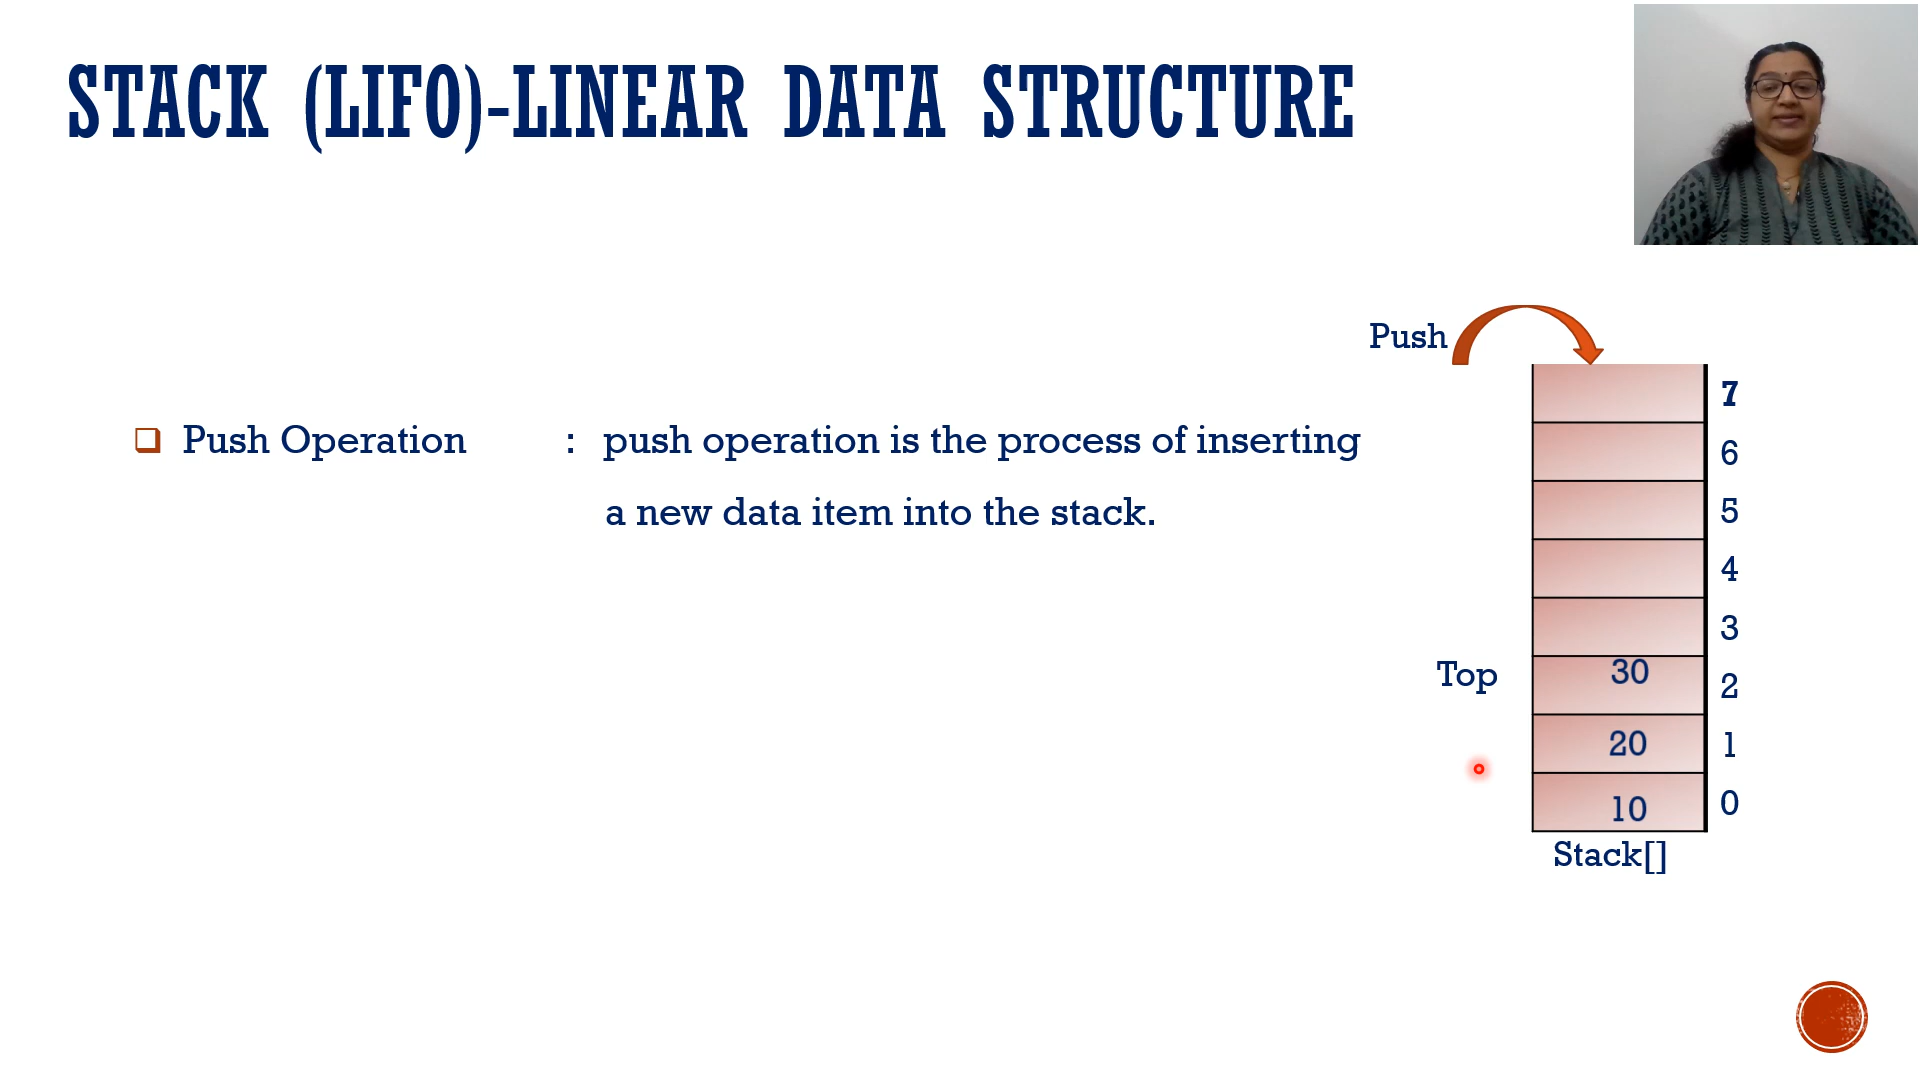 STACK (LIFO)-LINEAR DATA STRUCTURE
Push
7
❑ Push Operation : push operation is the process of inserting
6
a new data item into the stack.
5
4
3
Top 30 2
20 1
10 0
Stack[]